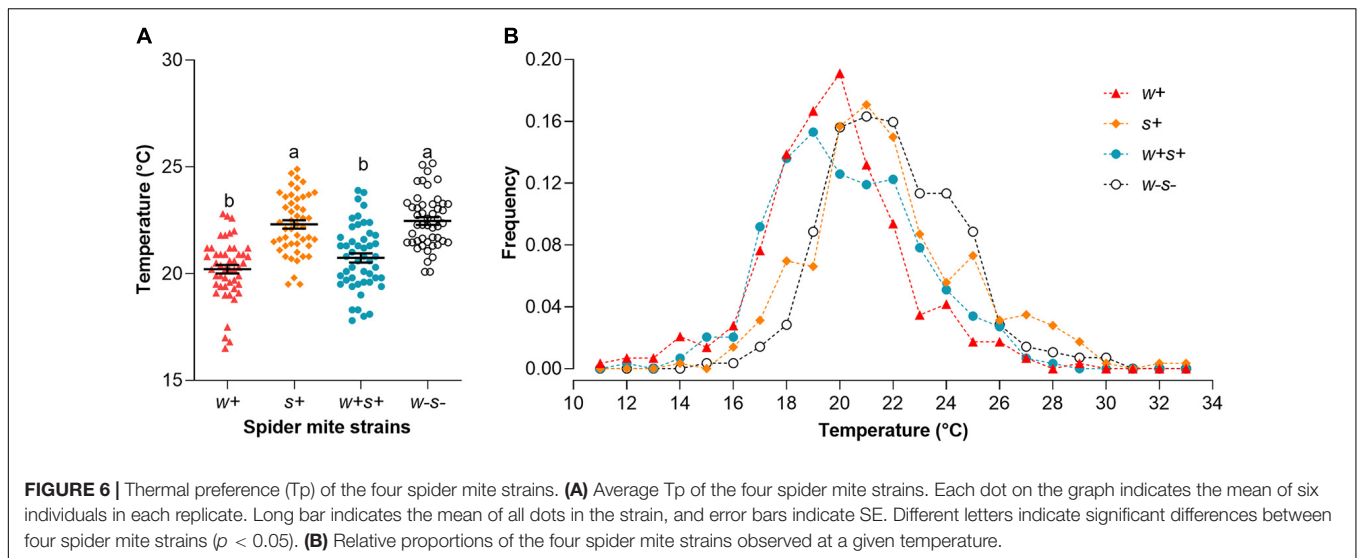 A
30
25
20
15
Temperature (°C)
b
a
b
a
w+ s+ w+s+ w-s-
Spider mite strains
B
0.20
0.16
0.12
0.08
0.04
0.00
Frequency
10 12 14 16 18 20 22 24 26 28 30 32 34
Temperature (°C)
w+
s+
w+s+
w-s-
FIGURE 6 | Thermal preference (Tp) of the four spider mite strains. (A) Average Tp of the four spider mite strains. Each dot on the graph indicates the mean of six
individuals in each replicate. Long bar indicates the mean of all dots in the strain, and error bars indicate SE. Different letters indicate significant differences between
four spider mite strains (p < 0.05). (B) Relative proportions of the four spider mite strains observed at a given temperature.